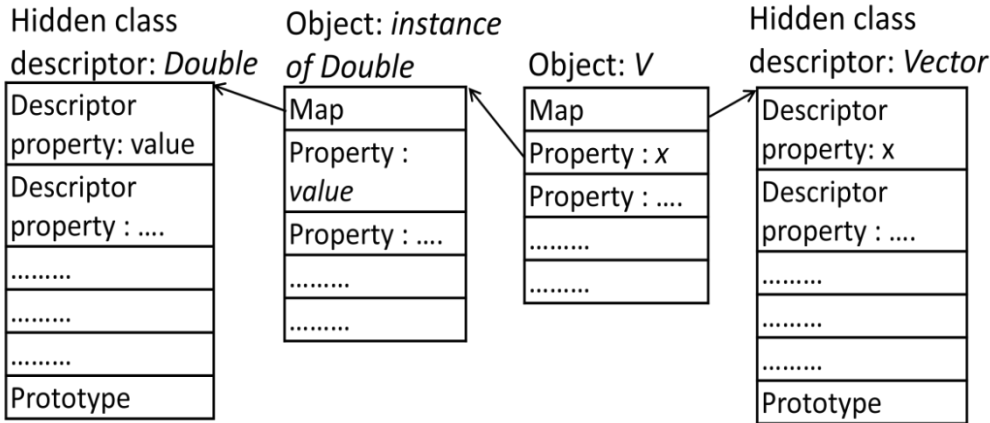 Hidden class
descriptor: Double
Descriptor
property: value
Descriptor
property : ....
.........
.........
.........
Prototype
Object: instance
of Double
Map
Property :
value
Property : ....
.........
.........
Object: V
Map
Property : x
Property : ....
.........
.........
Hidden class
descriptor: Vector
Descriptor
property: x
Descriptor
property : ....
.........
.........
.........
Prototype